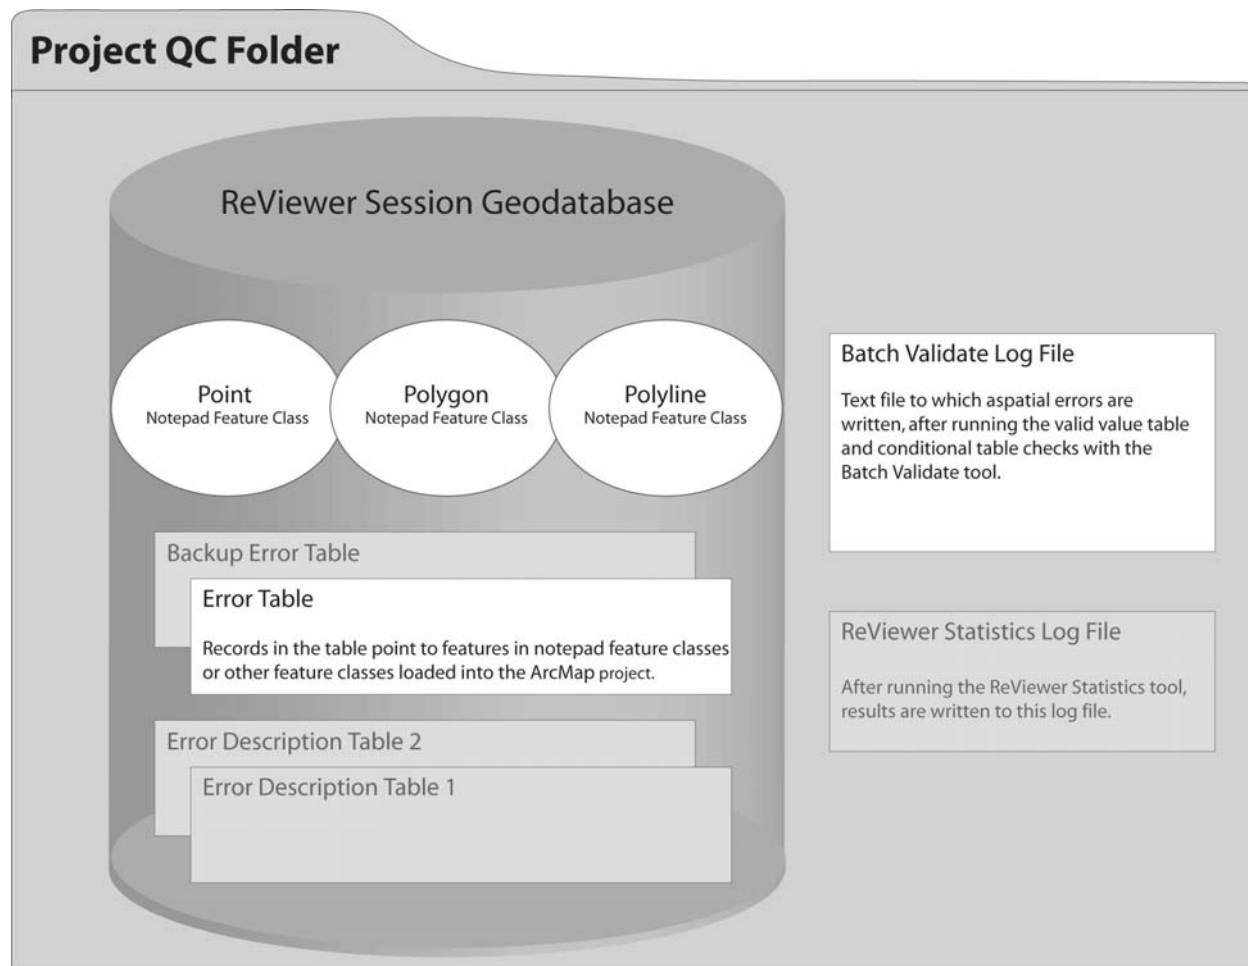 Project QC Folder
ReViewer Session Geodatabase
Point
Notepad Feature Class
Polygon
Notepad Feature Class
Polyline
Notepad Feature Class
Backup Error Table
Error Table
Records in the table point to features in notepad feature classes
or other feature classes loaded into the ArcMap project.
Error Description Table 2
Error Description Table 1
Batch Validate Log File
Text file to which aspatial errors are
written, after running the valid value table
and conditional table checks with the
Batch Validate tool.
ReViewer Statistics Log File
After running the ReViewer Statistics tool,
results are written to this log file.